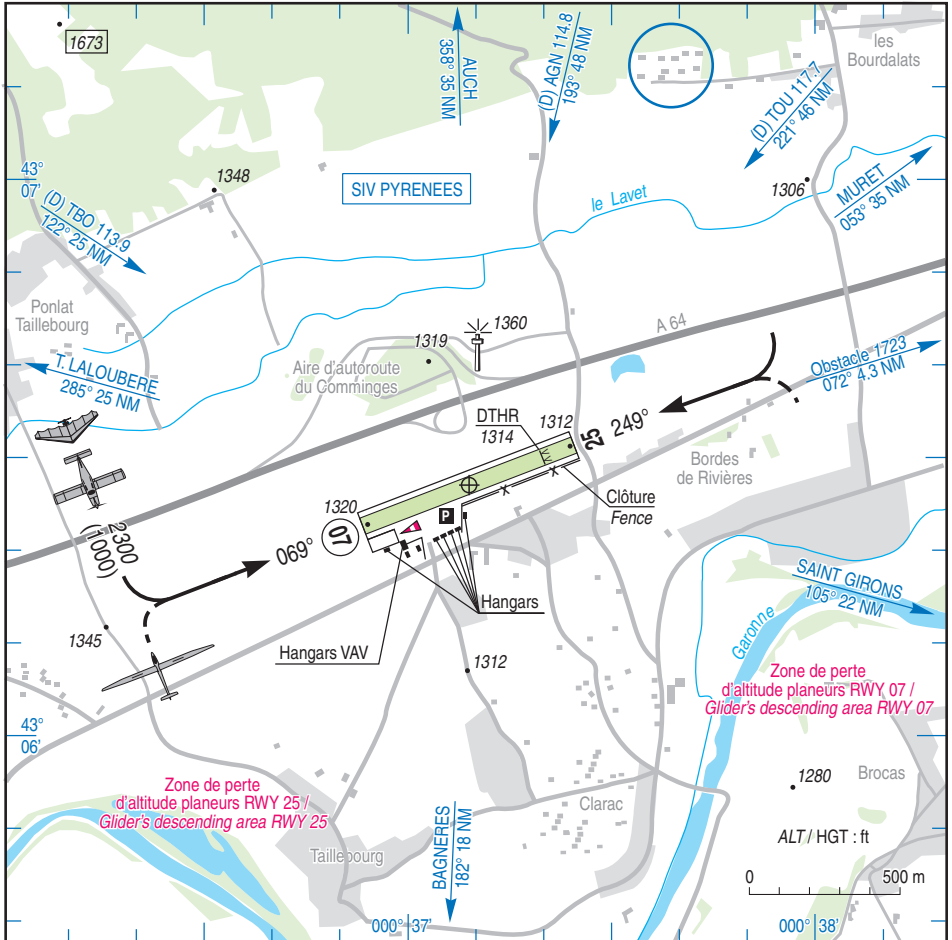 1673
AUCH
358° 35 NM
(D) AGN 114.8
193° 48 NM
les
Bourdalats
(D) TOU 117.7
221° 46 NM
43°
07'
1348
SIV PYRENEES
le Lavet
1306
MURET
053° 35 NM
(D) TBO 113.9
122° 25 NM
Ponlat
Taillebourg
1360
1319
A 64
Aire d'autoroute
du Comminges
T. LALOUBERE
285° 25 NM
Obstacle 1723
072° 4.3 NM
DTHR
1314
1312
25
249°
Bordes
de Rivières
Clôture
Fence
1320
P
07
069°
2300
(1000)
SAINT GIRONS
105° 22 NM
Hangars
Garonne
1345
Hangars VAV
1312
Zone de perte
d'altitude planeurs RWY 07 /
Glider's descending area RWY 07
43°
06'
Zone de perte
d'altitude planeurs RWY 25 /
Glider's descending area RWY 25
1280
Brocas
Clarac
ALT / HGT : ft
Taillebourg
BAGNERES
182° 18 NM
0
500 m
000° 37'
000° 38'